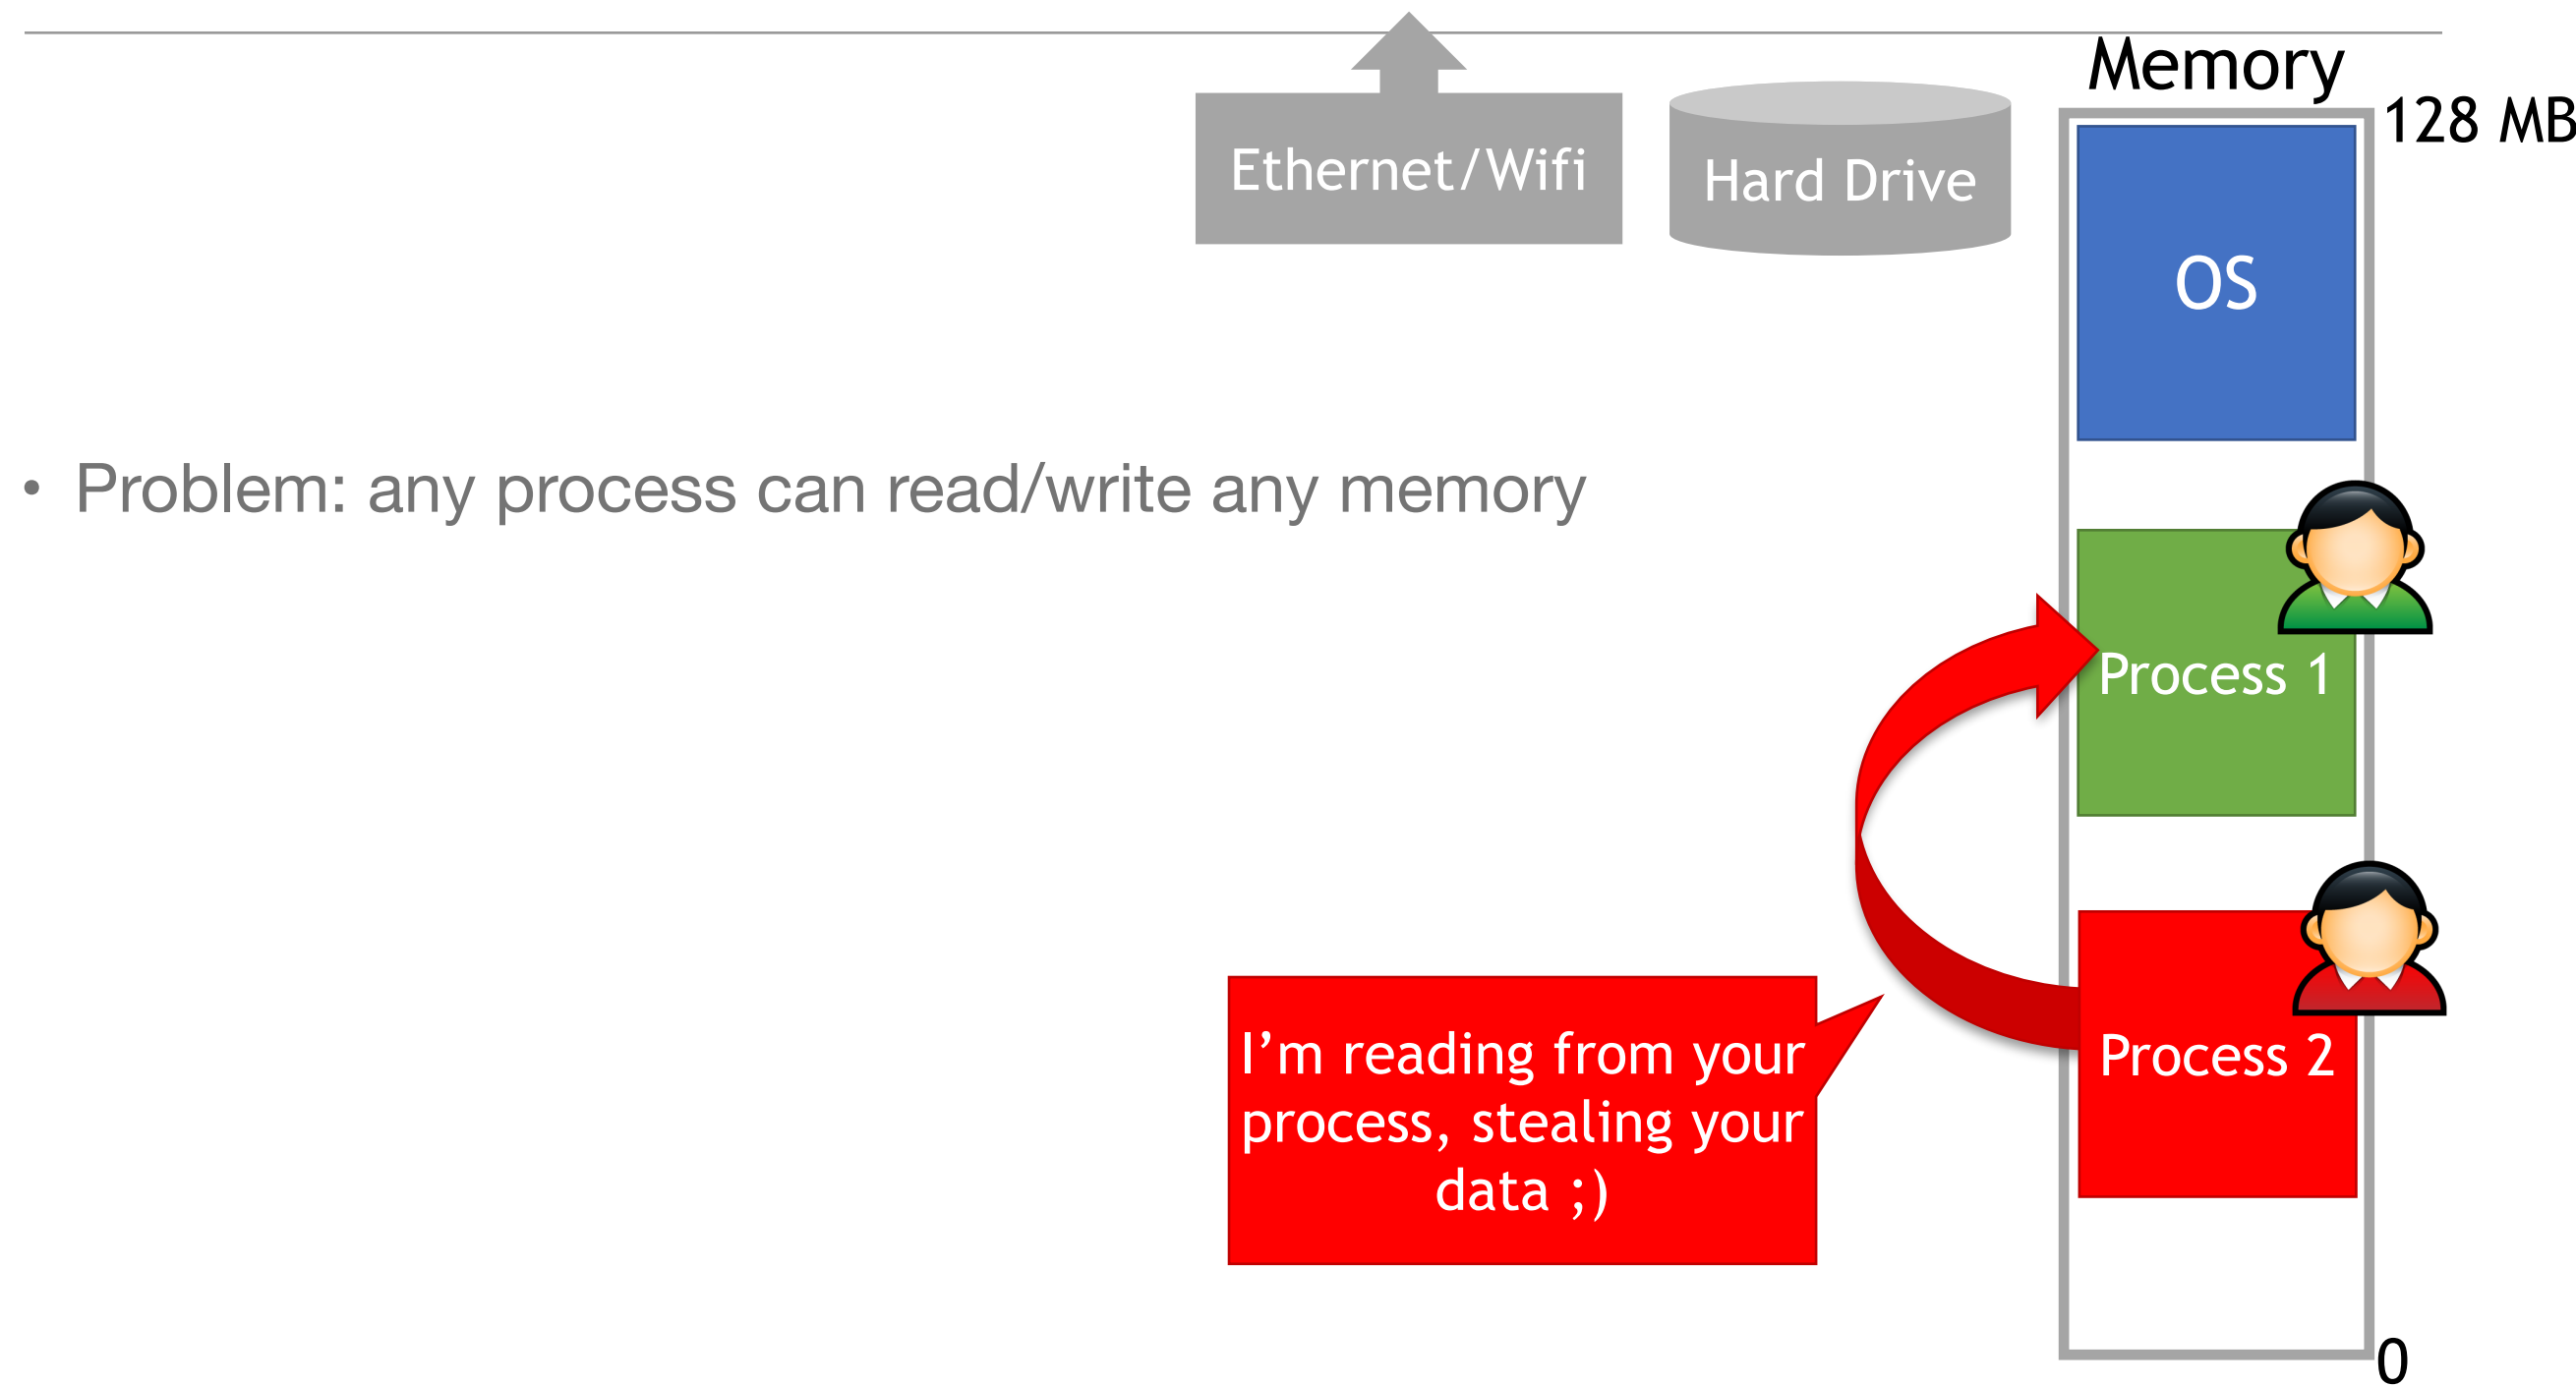 Memory
128 MB
Ethernet/Wifi
Hard Drive
OS
• Problem: any process can read/write any memory
Process 1
I’m reading from your
process, stealing your
data ;)
Process 2
0